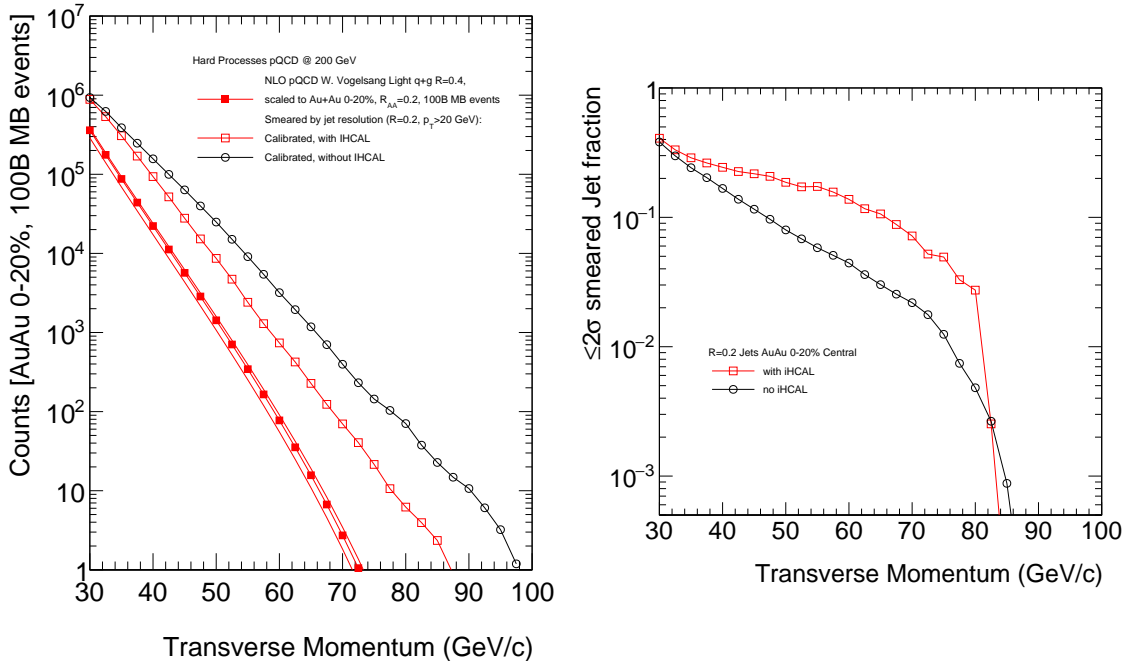 Counts [AuAu 0-20%, 100B MB events]
10^7
10^6
10^5
10^4
10^3
10^2
10
1
Hard Processes pQCD @ 200 GeV
NLO pQCD W. Vogelsang Light q+g R=0.4,
scaled to Au+Au 0-20%, R_AA=0.2, 100B MB events
Smeared by jet resolution (R=0.2, p_T>20 GeV):
Calibrated, with IHCAL
Calibrated, without IHCAL
30 40 50 60 70 80 90 100
Transverse Momentum (GeV/c)
≤2σ smeared Jet fraction
1
10^−1
10^−2
10^−3
R=0.2 Jets AuAu 0-20% Central
with iHCAL
no iHCAL
30 40 50 60 70 80 90 100
Transverse Momentum (GeV/c)